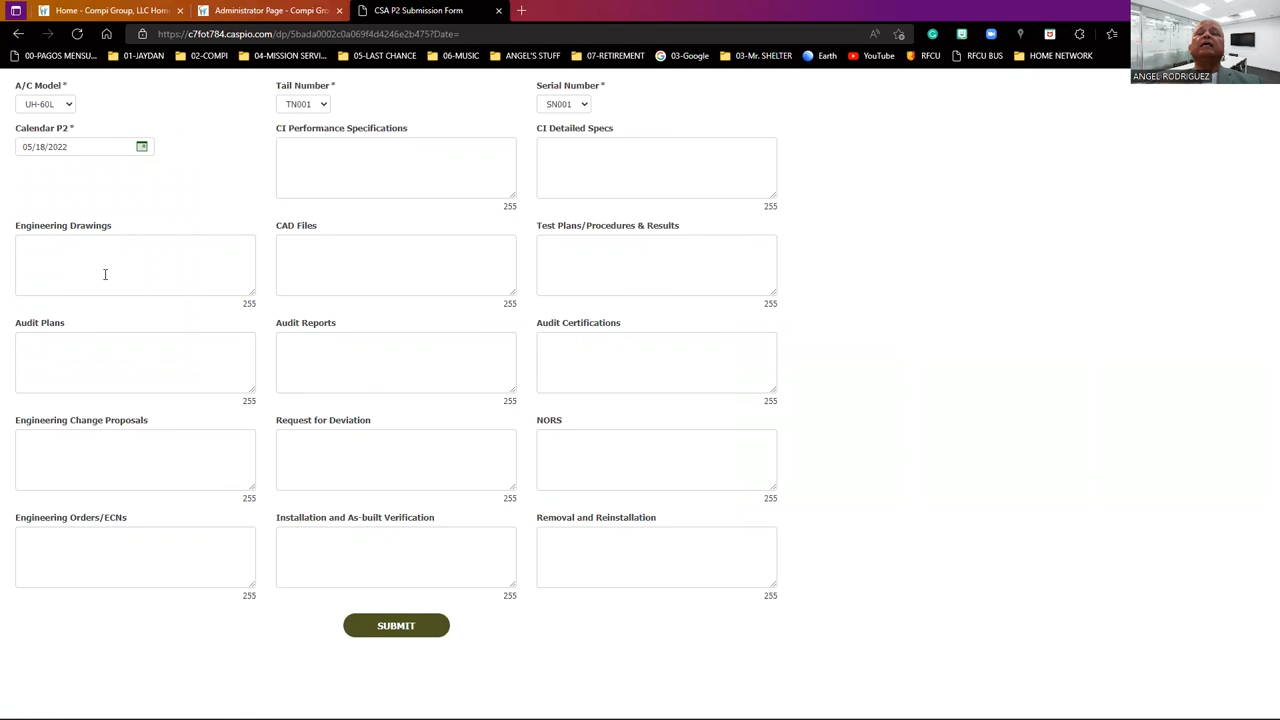 Home - Compi Group, LLC Hom
Administrator Page - Compi Gro
CSA P2 Submission Form
https://c7fot784.caspio.com/dp/5bada0002c0a069f4d4246e2b475?Date=
00-PAGOS MENSU...
01-JAYDAN
02-COMPI
04-MISSION SERVI...
05-LAST CHANCE
06-MUSIC
ANGEL'S STUFF
07-RETIREMENT
03-Google
03-Mr. SHELTER
Earth
YouTube
RFCU
RFCU BUS
HOME NETWORK
ANGEL RODRIGUEZ
A/C Model *
Tail Number *
Serial Number *
UH-60L
TN001
SN001
Calendar P2 *
CI Performance Specifications
CI Detailed Specs
05/18/2022
255
255
Engineering Drawings
CAD Files
Test Plans/Procedures & Results
255
255
255
Audit Plans
Audit Reports
Audit Certifications
255
255
255
Engineering Change Proposals
Request for Deviation
NORS
255
255
255
Engineering Orders/ECNs
Installation and As-built Verification
Removal and Reinstallation
255
255
255
SUBMIT